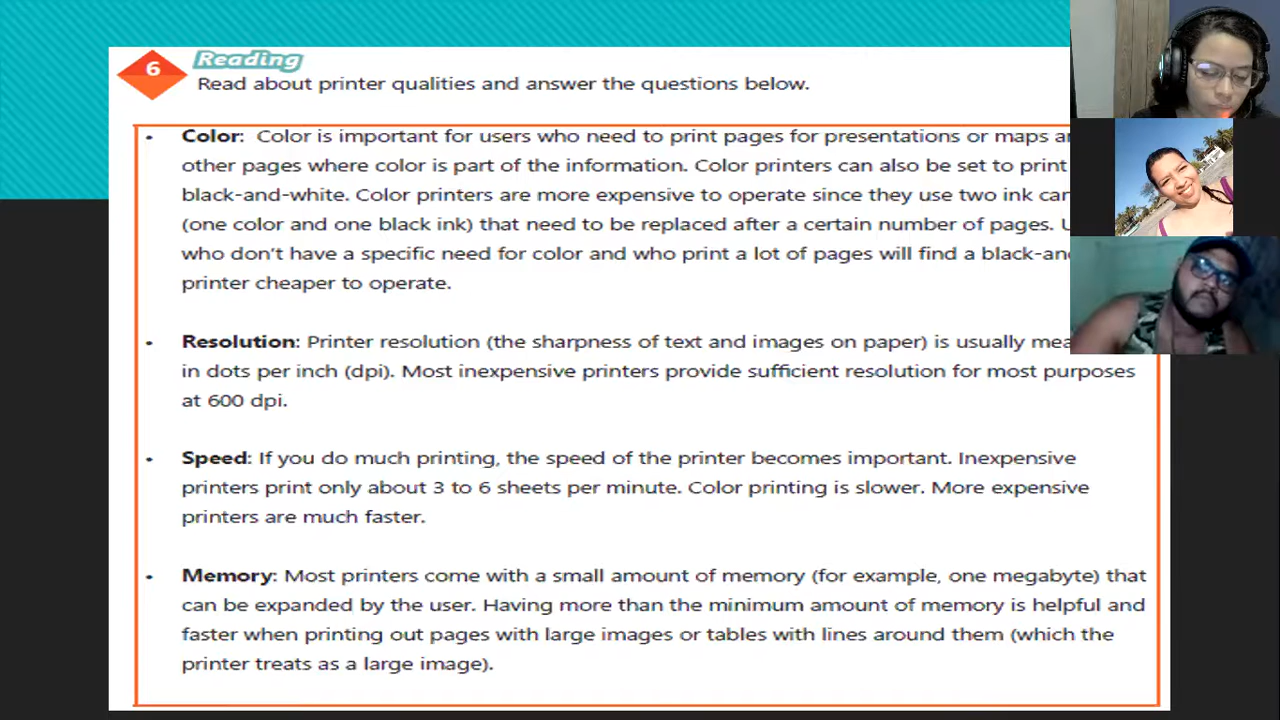 6
Reading
Read about printer qualities and answer the questions below.
• Color: Color is important for users who need to print pages for presentations or maps
other pages where color is part of the information. Color printers can also be set to print
black-and-white. Color printers are more expensive to operate since they use two ink
(one color and one black ink) that need to be replaced after a certain number of pages.
who don't have a specific need for color and who print a lot of pages will find a
printer cheaper to operate.
• Resolution: Printer resolution (the sharpness of text and images on paper) is usually
in dots per inch (dpi). Most inexpensive printers provide sufficient resolution for most purposes
at 600 dpi.
• Speed: If you do much printing, the speed of the printer becomes important. Inexpensive
printers print only about 3 to 6 sheets per minute. Color printing is slower. More expensive
printers are much faster.
• Memory: Most printers come with a small amount of memory (for example, one megabyte) that
can be expanded by the user. Having more than the minimum amount of memory is helpful and
faster when printing out pages with large images or tables with lines around them (which the
printer treats as a large image).